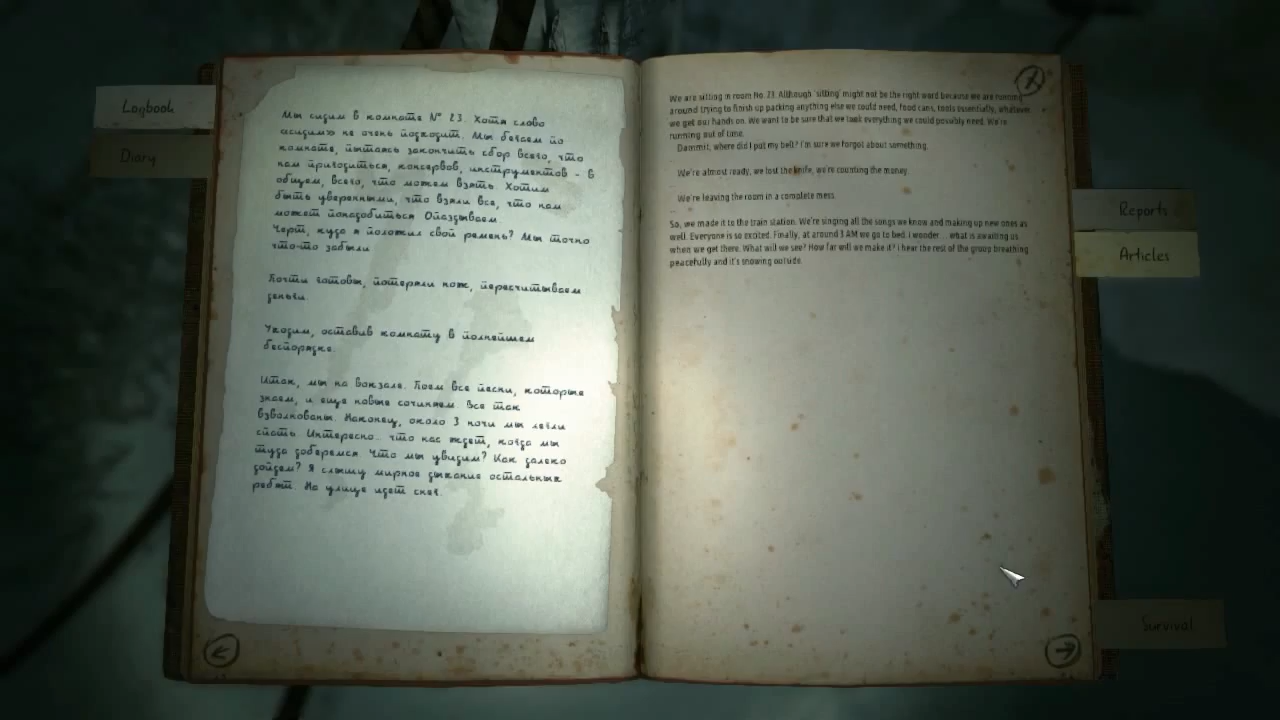 Logbook
Diary
Мы сидим в комнате № 23. Хотя слово
«сидим» не очень подходит. Мы бегаем по
комнате, пытаясь закончить сбор всего, что
нам пригодиться, консервов, инструментов - в
общем, всего, что можем взять. Хотим
быть уверенными, что взяли все, что нам
может понадобиться. Опаздываем.
Черт, куда я положил свой ремень? Мы точно
что-то забыли.
Почти готовы, потеряли нож, пересчитываем
деньги.
Уходим, оставив комнату в полнейшем
беспорядке.
Итак, мы на вокзале. Поем все песни, которые
знаем, и еще новые сочиняем. Все так
взволнованы. Наконец, около 3 ночи мы легли
спать. Интересно... что нас ждет, когда мы
туда доберемся. Что мы увидим? Как далеко
дойдем? Я слышу мирное дыхание остальных
ребят. На улице идет снег.
We are sitting in room No. 23. Although 'sitting' might not be the right word because we are running
around trying to finish up packing anything else we could need, food cans, tools essentially, whatever
we get our hands on. We want to be sure that we took everything we could possibly need. We're
running out of time.
Dammit, where did I put my belt? I'm sure we forgot about something.
We're almost ready, we lost the knife, we're counting the money.
We're leaving the room in a complete mess.
So, we made it to the train station. We're singing all the songs we know and making up new ones as
well. Everyone is so excited. Finally, at around 3 AM we go to bed. I wonder... what is awaiting us
when we get there. What will we see? How far will we make it? I hear the rest of the group breathing
peacefully and it's snowing outside.
Reports
Articles
Survival